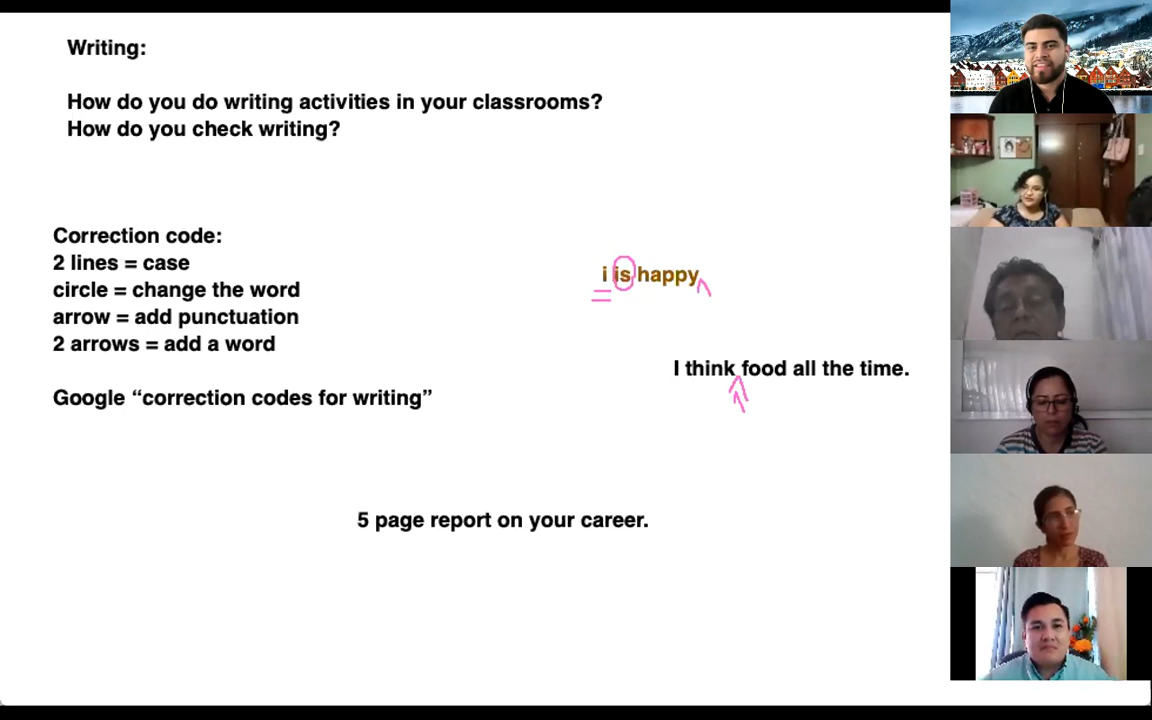 Writing:
How do you do writing activities in your classrooms?
How do you check writing?
Correction code:
2 lines = case
circle = change the word
arrow = add punctuation
2 arrows = add a word
Google “correction codes for writing”
i is happy
I think food all the time.
5 page report on your career.